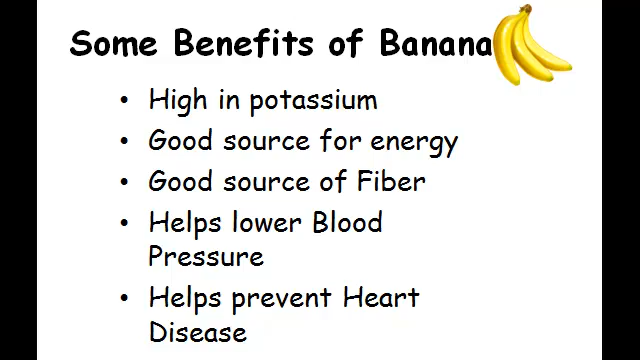 Some Benefits of Banana
• High in potassium
• Good source for energy
• Good source of Fiber
• Helps lower Blood
Pressure
• Helps prevent Heart
Disease